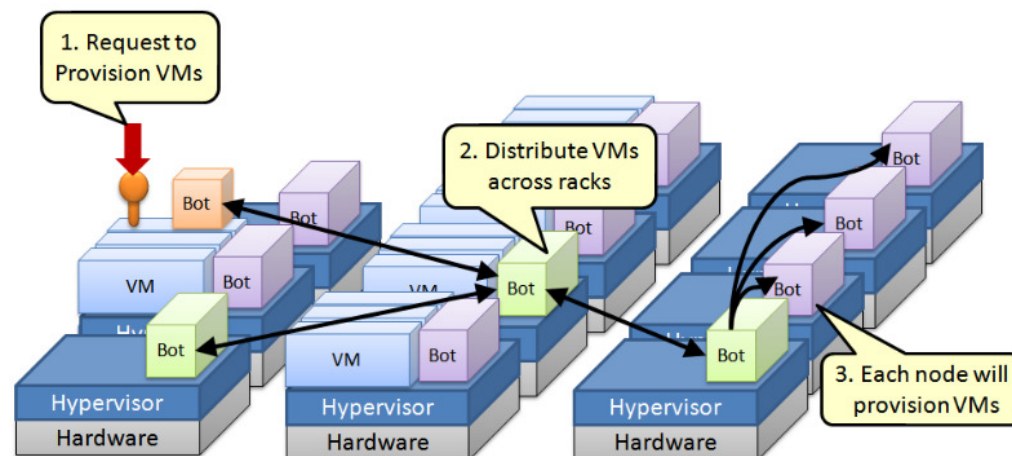 1. Request to
Provision VMs
2. Distribute VMs
across racks
Bot
Bot
Bot
Bot
Bot
Bot
VM
Bot
Bot
Bot
Bot
Bot
VM
Bot
Bot
3. Each node will
provision VMs
Hypervisor
Hypervisor
Hypervisor
Hardware
Hardware
Hardware